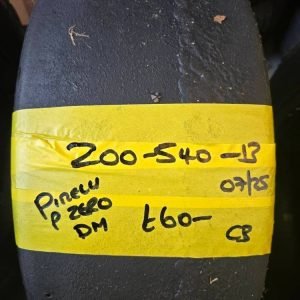 200-540-13
07/25
PIRELLI
P ZERO
DM
£60-
CB